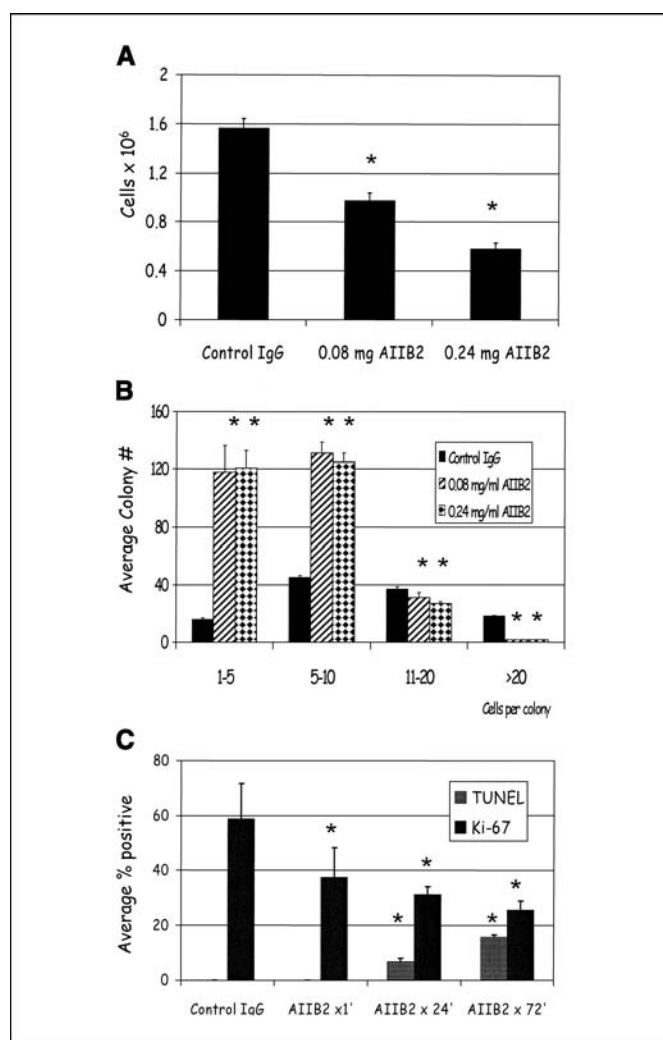 A
2
1.6
1.2
0.8
0.4
0
Cells x 10⁶
* *
Control IgG 0.08 mg AIIB2 0.24 mg AIIB2
B
160
120
80
40
0
Average Colony #
* * * * * * * *
Control IgG
0.08 mg/ml AIIB2
0.24 mg/ml AIIB2
1-5 5-10 11-20 >20
Cells per colony
C
80
60
40
20
0
Average % positive
TUNEL
Ki-67
* * * * *
Control IgG AIIB2 x1' AIIB2 x 24' AIIB2 x 72'